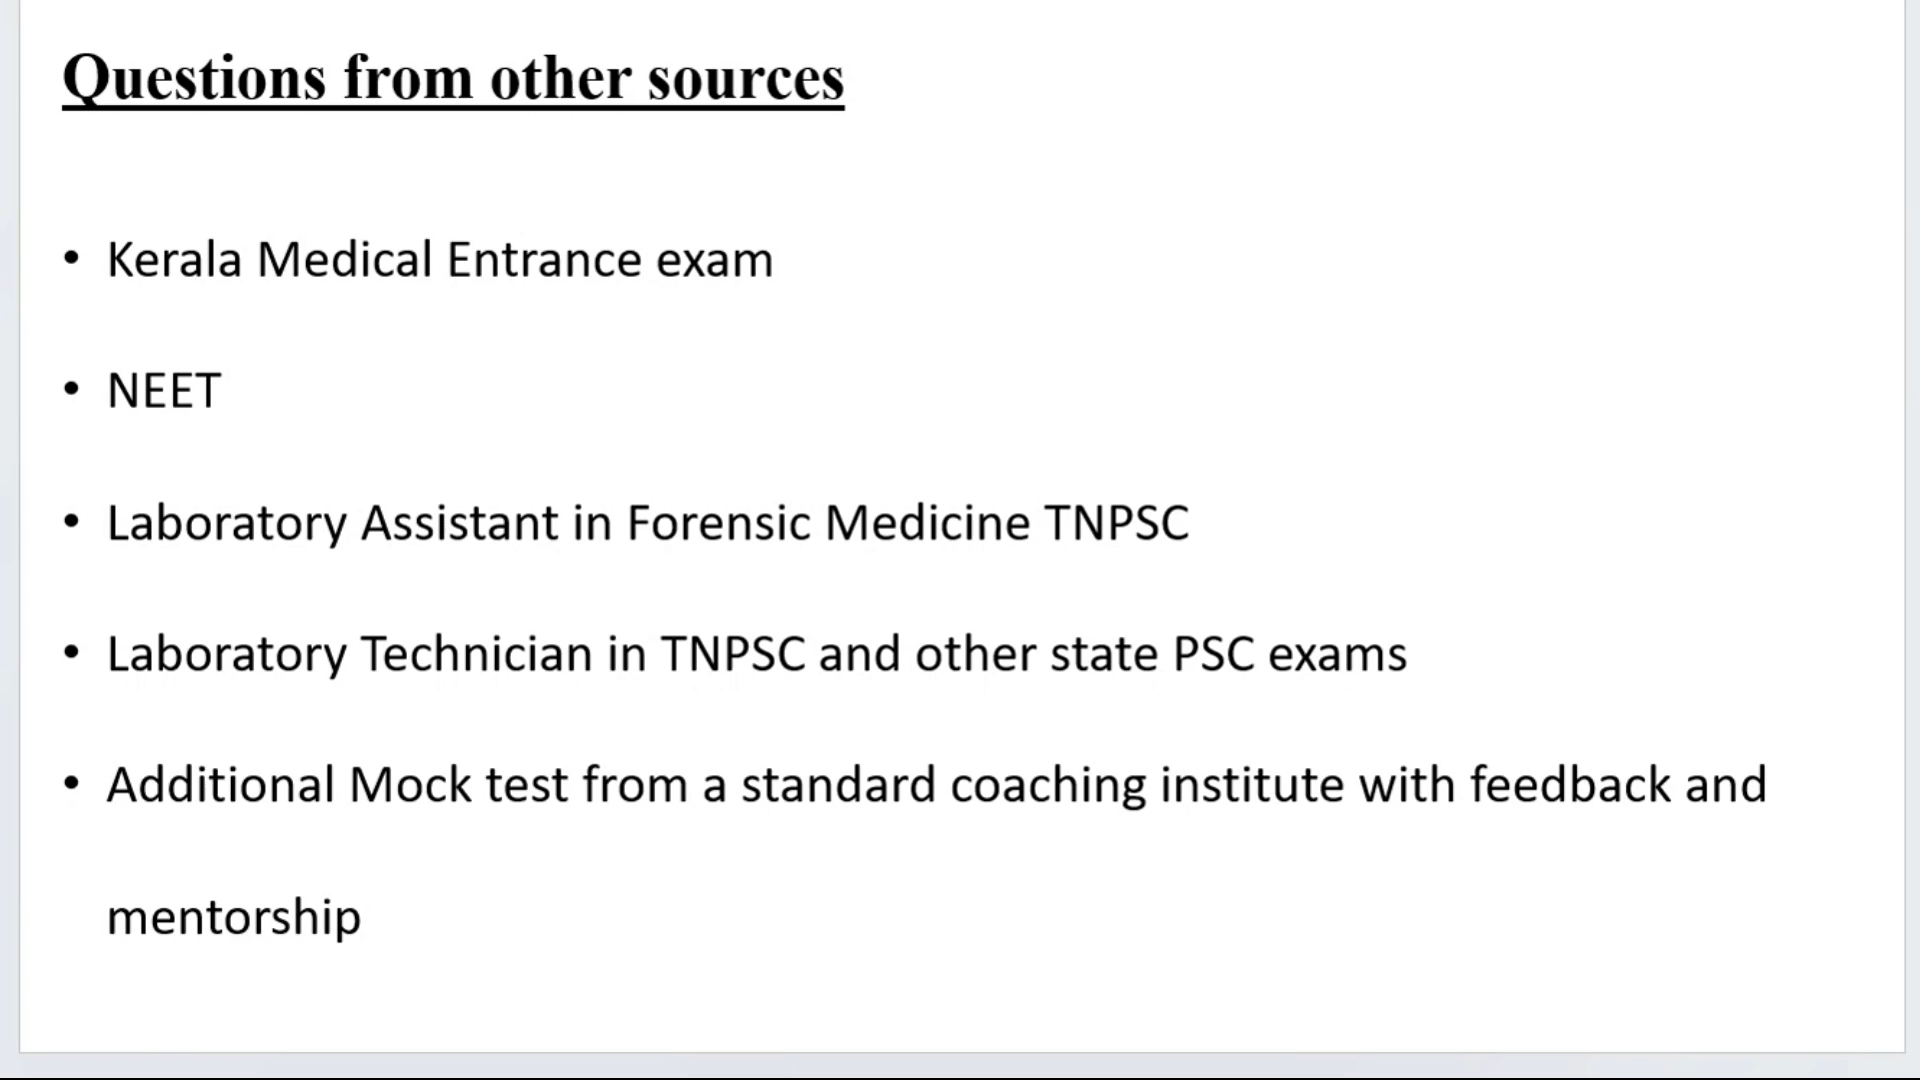 Questions from other sources
• Kerala Medical Entrance exam
• NEET
• Laboratory Assistant in Forensic Medicine TNPSC
• Laboratory Technician in TNPSC and other state PSC exams
• Additional Mock test from a standard coaching institute with feedback and
mentorship